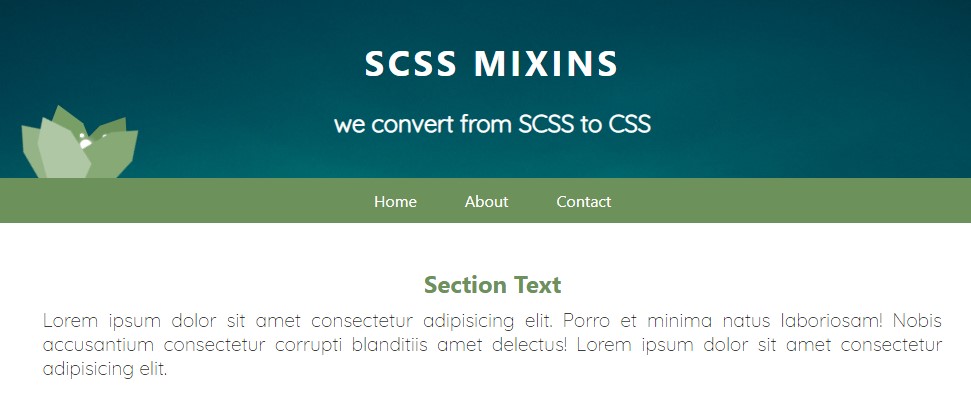 SCSS MIXINS
we convert from SCSS to CSS
Home About Contact
Section Text
Lorem ipsum dolor sit amet consectetur adipisicing elit. Porro et minima natus laboriosam! Nobis
accusantium consectetur corrupti blanditiis amet delectus! Lorem ipsum dolor sit amet consectetur
adipisicing elit.